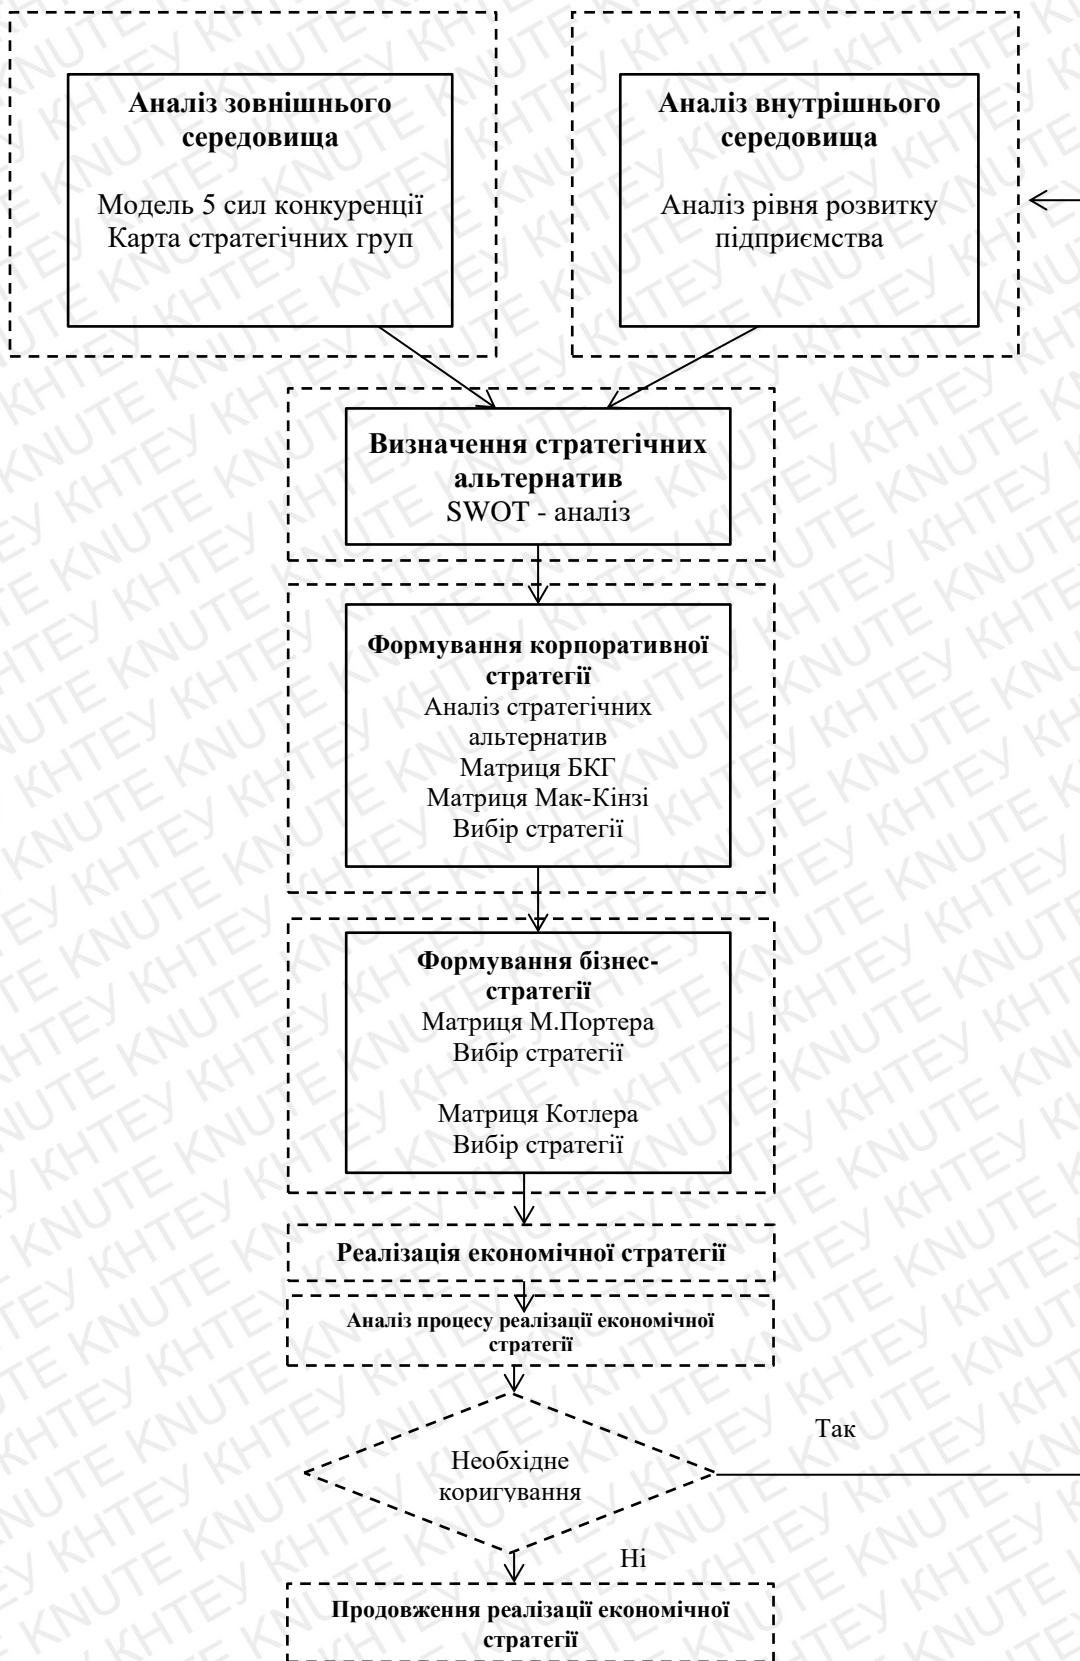 Аналіз зовнішнього
середовища
Модель 5 сил конкуренції
Карта стратегічних груп
Аналіз внутрішнього
середовища
Аналіз рівня розвитку
підприємства
Визначення стратегічних
альтернатив
SWOT - аналіз
Формування корпоративної
стратегії
Аналіз стратегічних
альтернатив
Матриця БКГ
Матриця Мак-Кінзі
Вибір стратегії
Формування бізнес-
стратегії
Матриця М.Портера
Вибір стратегії
Матриця Котлера
Вибір стратегії
Реалізація економічної стратегії
Аналіз процесу реалізації економічної
стратегії
Необхідне
коригування
Так
Ні
Продовження реалізації економічної
стратегії